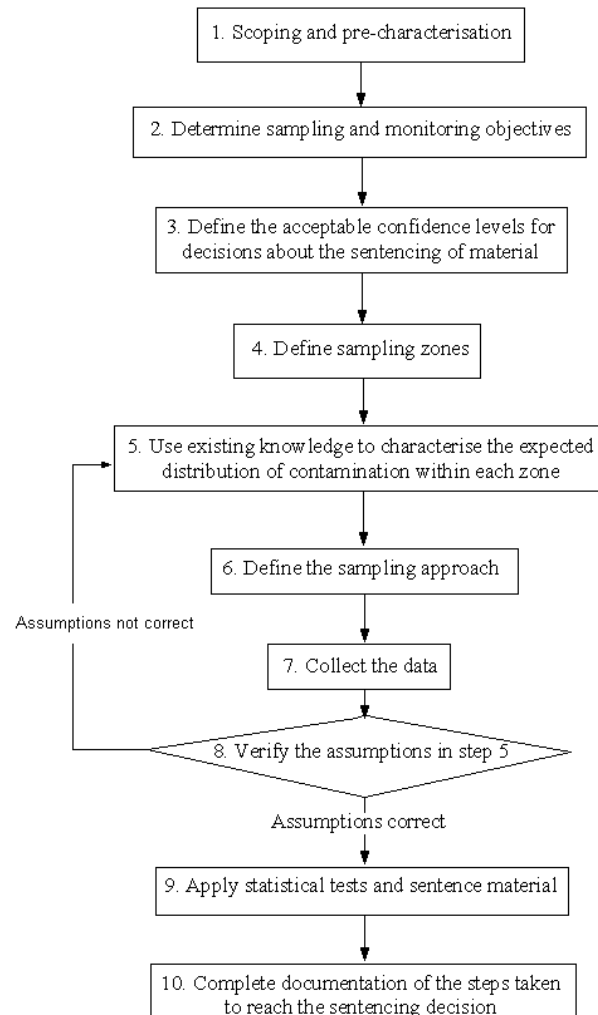 1. Scoping and pre-characterisation
2. Determine sampling and monitoring objectives
3. Define the acceptable confidence levels for
decisions about the sentencing of material
4. Define sampling zones
5. Use existing knowledge to characterise the expected
distribution of contamination within each zone
6. Define the sampling approach
Assumptions not correct
7. Collect the data
8. Verify the assumptions in step 5
Assumptions correct
9. Apply statistical tests and sentence material
10. Complete documentation of the steps taken
to reach the sentencing decision